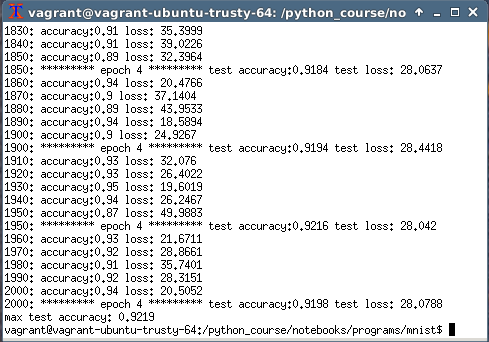 vagrant@vagrant-ubuntu-trusty-64: /python_course/no
1830: accuracy:0.91 loss: 35.3999
1840: accuracy:0.91 loss: 39.0226
1850: accuracy:0.89 loss: 32.3964
1850: ********* epoch 4 ********* test accuracy:0.9184 test loss: 28.0637
1860: accuracy:0.94 loss: 20.4766
1870: accuracy:0.9 loss: 37.1404
1880: accuracy:0.89 loss: 43.9533
1890: accuracy:0.94 loss: 18.5894
1900: accuracy:0.9 loss: 24.9267
1900: ********* epoch 4 ********* test accuracy:0.9194 test loss: 28.4418
1910: accuracy:0.93 loss: 32.076
1920: accuracy:0.93 loss: 26.4022
1930: accuracy:0.95 loss: 19.6019
1940: accuracy:0.94 loss: 26.2467
1950: accuracy:0.87 loss: 49.9883
1950: ********* epoch 4 ********* test accuracy:0.9216 test loss: 28.042
1960: accuracy:0.93 loss: 21.6711
1970: accuracy:0.92 loss: 28.8661
1980: accuracy:0.91 loss: 35.7401
1990: accuracy:0.92 loss: 28.3151
2000: accuracy:0.94 loss: 20.5052
2000: ********* epoch 4 ********* test accuracy:0.9198 test loss: 28.0788
max test accuracy: 0.9219
vagrant@vagrant-ubuntu-trusty-64:/python_course/notebooks/programs/mnist$